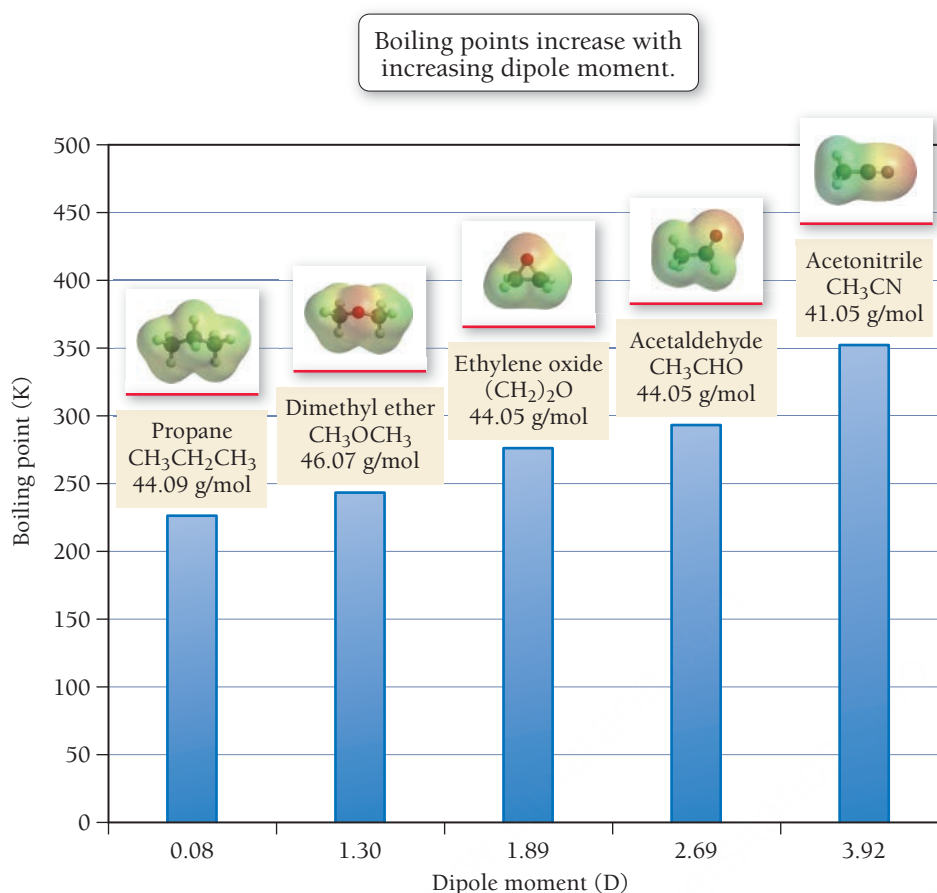 Boiling points increase with
increasing dipole moment.
500
450
400
350
300
250
200
150
100
50
0
Boiling point (K)
Propane
CH₃CH₂CH₃
44.09 g/mol
Dimethyl ether
CH₃OCH₃
46.07 g/mol
Ethylene oxide
(CH₂)₂O
44.05 g/mol
Acetaldehyde
CH₃CHO
44.05 g/mol
Acetonitrile
CH₃CN
41.05 g/mol
0.08
1.30
1.89
2.69
3.92
Dipole moment (D)